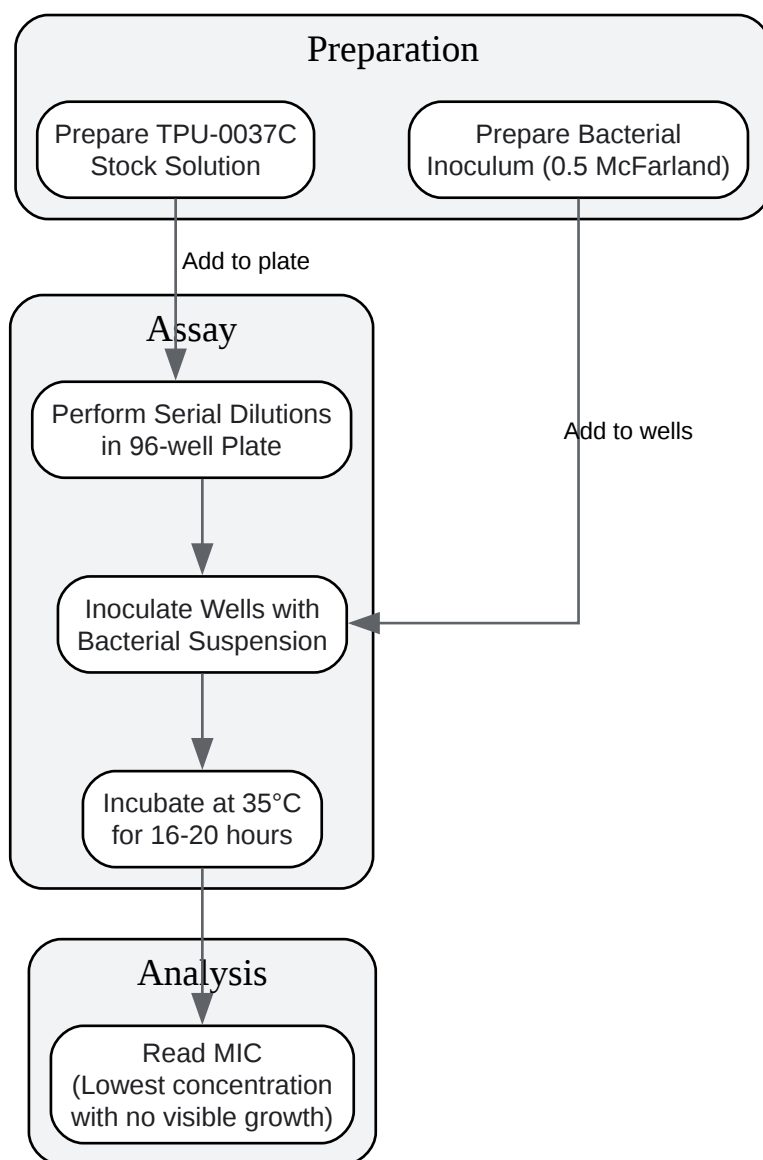 Preparation
Prepare TPU-0037C
Stock Solution
Prepare Bacterial
Inoculum (0.5 McFarland)
Add to plate
Assay
Perform Serial Dilutions
in 96-well Plate
Add to wells
Inoculate Wells with
Bacterial Suspension
Incubate at 35°C
for 16-20 hours
Analysis
Read MIC
(Lowest concentration
with no visible growth)